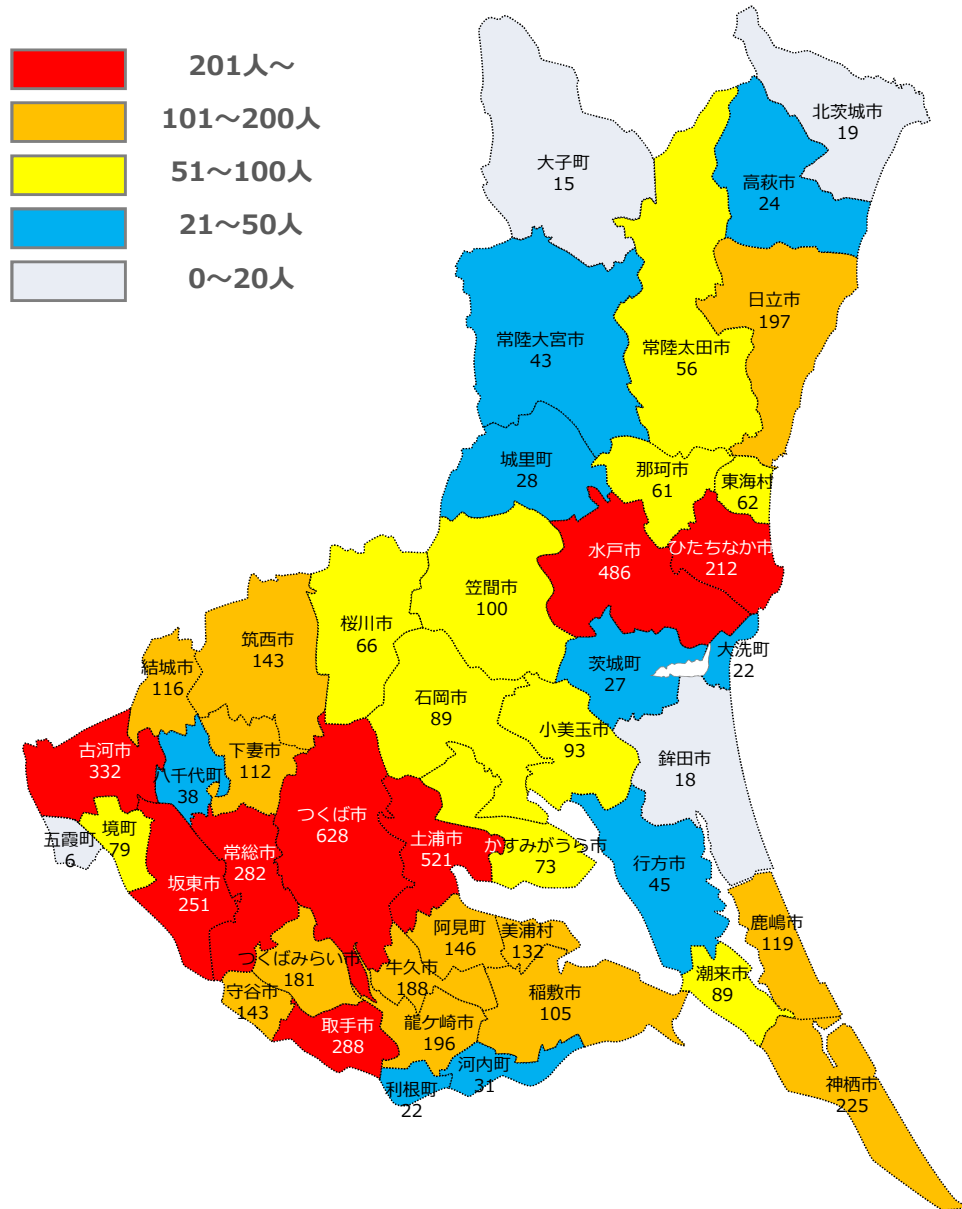 201人～
101～200人
51～100人
21～50人
0～20人
北茨城市
19
大子町
15
高萩市
24
日立市
197
常陸大宮市
43
常陸太田市
56
城里町
28
那珂市
61
東海村
62
水戸市
486
ひたちなか市
212
笠間市
100
桜川市
66
筑西市
143
結城市
116
茨城町
27
大洗町
22
石岡市
89
小美玉市
93
鉾田市
18
古河市
332
八千代町
38
下妻市
112
つくば市
628
土浦市
521
かすみがうら市
73
五霞町
6
境町
79
常総市
282
坂東市
251
行方市
45
鹿嶋市
119
阿見町
146
美浦村
132
つくばみらい市
181
牛久市
188
稲敷市
105
潮来市
89
守谷市
143
取手市
288
龍ケ崎市
196
河内町
31
利根町
22
神栖市
225